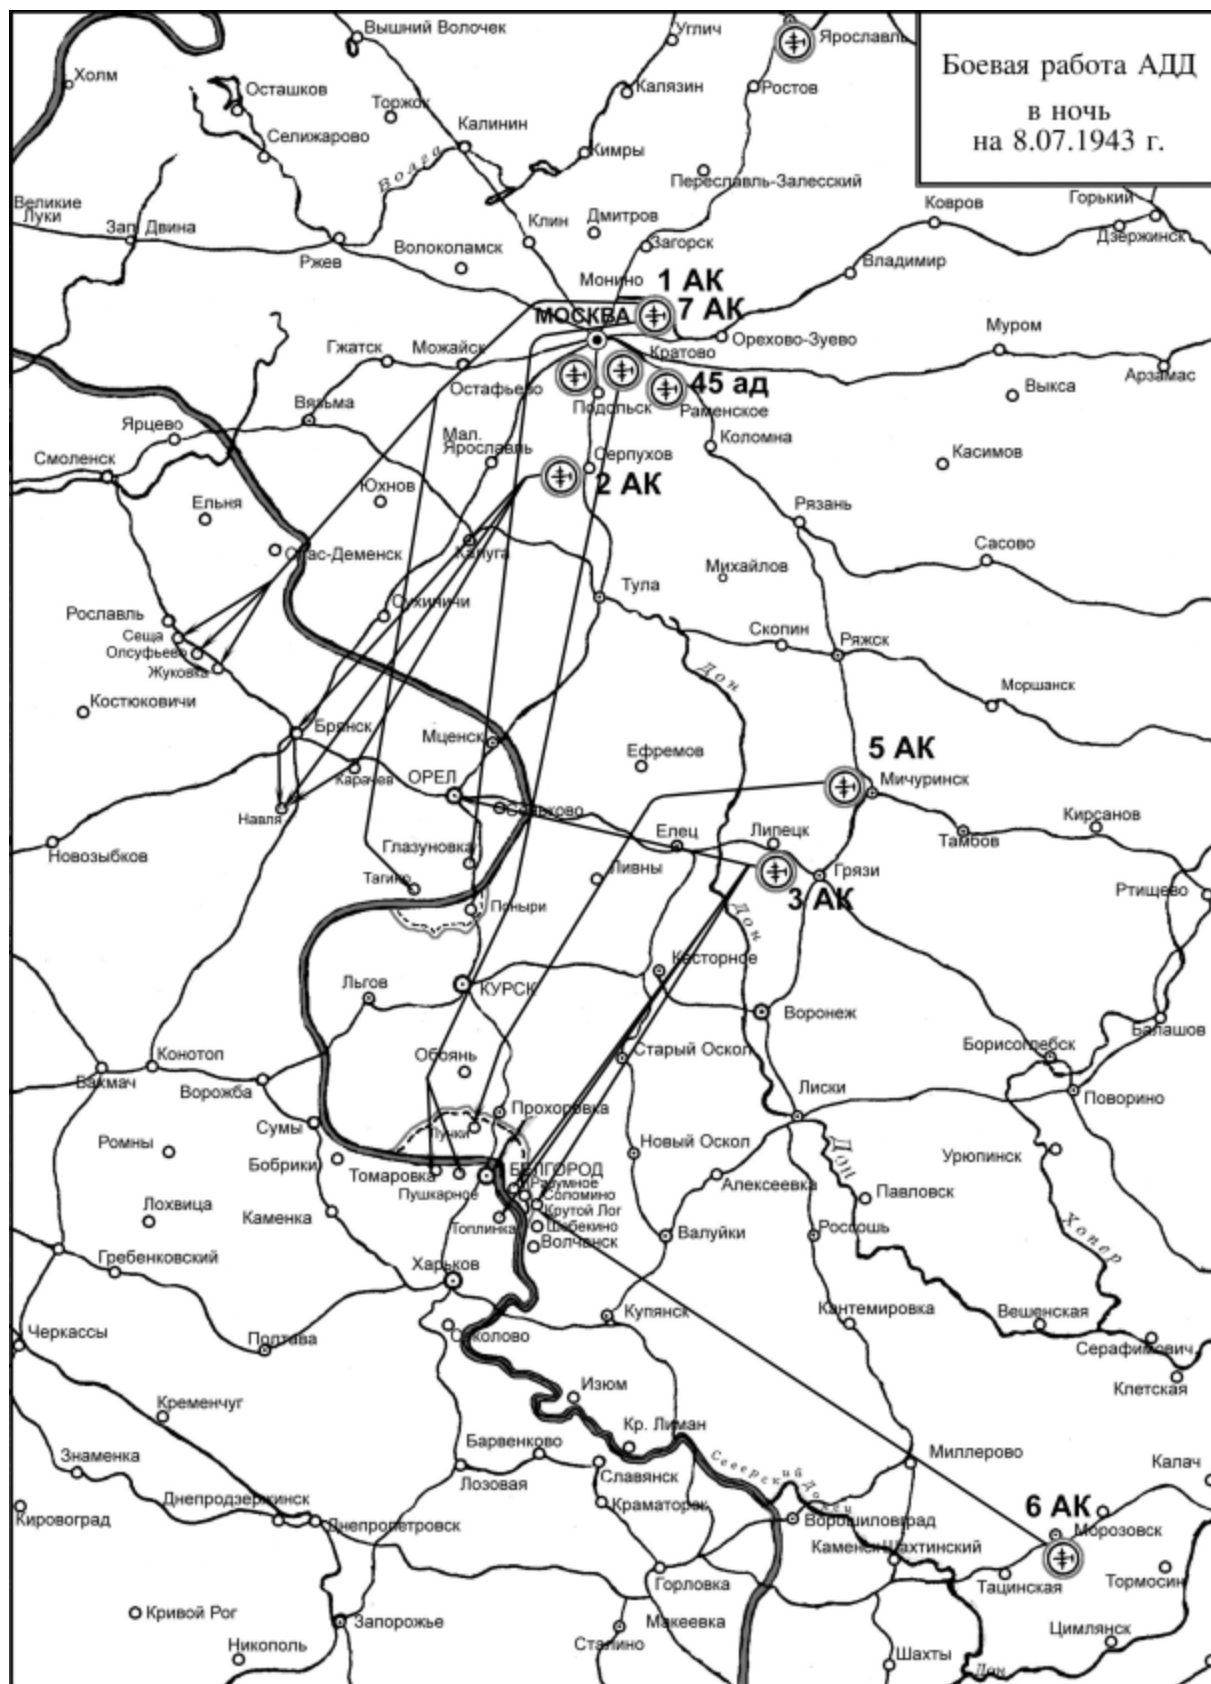 Боевая работа АДД
в ночь
на 8.07.1943 г.
Вышний Волочек
Углич
Ярославль
Холм
Осташков
Торжок
Калязин
Ростов
Селижарово
Калинин
Кимры
Волга
Переславль-Залесский
Великие
Луки
Зап. Двина
Ржев
Волоколамск
Клин
Дмитров
Загорск
Ковров
Горький
Дзержинск
Владимир
Монино
1 АК
7 АК
МОСКВА
Орехово-Зуево
Муром
Гжатск
Можайск
Кратово
Арзамас
Остафьево
45 ад
Выкса
Вязьма
Подольск
Раменское
Ярцево
Мал.
Ярославль
Коломна
Смоленск
Серпухов
2 АК
Касимов
Ельня
Юхнов
Рязань
Спас-Деменск
Калуга
Сасово
Тула
Михайлов
Рославль
Сухиничи
Сеща
Олсуфьево
Жуковка
Скопин
Ряжск
Дон
Костюковичи
Моршанск
Брянск
Мценск
Ефремов
5 АК
Карачев
ОРЕЛ
Мичуринск
Навля
Кирсанов
Новозыбков
Глазуновка
Елец
Липецк
Тамбов
Тагино
Ливны
Грязи
Ртищево
3 АК
Поныри
Дон
Касторное
Льгов
КУРСК
Воронеж
Балашов
Конотоп
Обоянь
Старый Оскол
Борисоглебск
Бахмач
Ворожба
Лиски
Поворино
Сумы
Прохоровка
Лучки
Ромны
Новый Оскол
Дон
Урюпинск
Бобрики
Томаровка
БЕЛГОРОД
Пушкарное
Разумное
Соломино
Алексеевка
Павловск
Лохвица
Крутой Лог
Каменка
Топлинка
Шебекино
Волчанск
Валуйки
Россошь
Хопер
Гребенковский
Харьков
Купянск
Кантемировка
Вешенская
Черкассы
Полтава
Соколово
Серафимович
Изюм
Клетская
Кременчуг
Кр. Лиман
Барвенково
Знаменка
Северский Донец
Миллерово
Калач
Славянск
Лозовая
Днепродзержинск
Краматорск
6 АК
Кировоград
Днепропетровск
Ворошиловград
Морозовск
Каменск-Шахтинский
Горловка
Тацинская
Тормосин
Кривой Рог
Запорожье
Макеевка
Цимлянск
Никополь
Сталино
Шахты
Дон